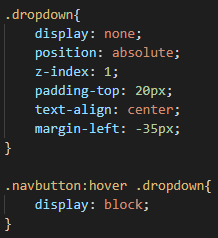 .dropdown{
    display: none;
    position: absolute;
    z-index: 1;
    padding-top: 20px;
    text-align: center;
    margin-left: -35px;
}

.navbutton:hover .dropdown{
    display: block;
}